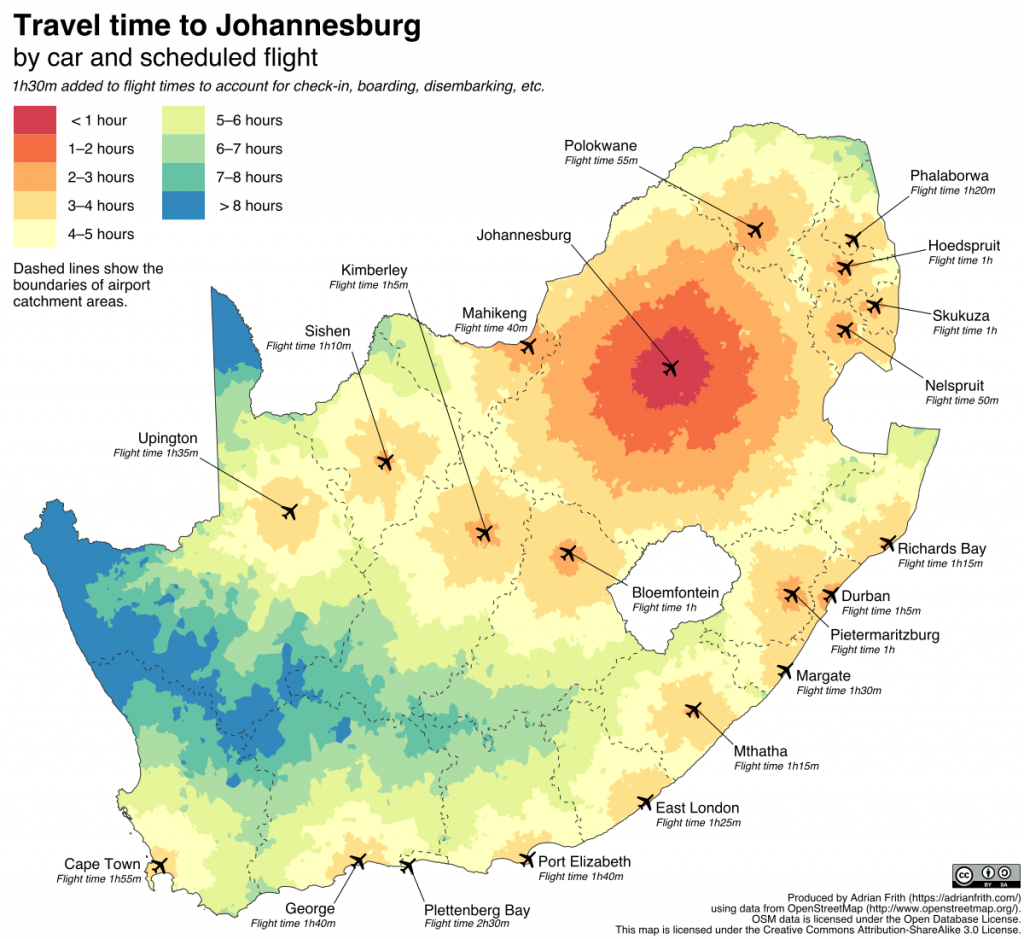 Travel time to Johannesburg
by car and scheduled flight
1h30m added to flight times to account for check-in, boarding, disembarking, etc.
< 1 hour
1–2 hours
2–3 hours
3–4 hours
4–5 hours
5–6 hours
6–7 hours
7–8 hours
> 8 hours
Dashed lines show the
boundaries of airport
catchment areas.
Polokwane
Flight time 55m
Phalaborwa
Flight time 1h20m
Johannesburg
Hoedspruit
Flight time 1h
Kimberley
Flight time 1h5m
Mahikeng
Flight time 40m
Skukuza
Flight time 1h
Sishen
Flight time 1h10m
Nelspruit
Flight time 50m
Upington
Flight time 1h35m
Richards Bay
Flight time 1h15m
Bloemfontein
Flight time 1h
Durban
Flight time 1h5m
Pietermaritzburg
Flight time 1h
Margate
Flight time 1h30m
Mthatha
Flight time 1h15m
East London
Flight time 1h25m
Cape Town
Flight time 1h55m
Port Elizabeth
Flight time 1h40m
George
Flight time 1h40m
Plettenberg Bay
Flight time 2h30m
cc
BY SA
Produced by Adrian Frith (https://adrianfrith.com/)
using data from OpenStreetMap (http://www.openstreetmap.org/).
OSM data is licensed under the Open Database License.
This map is licensed under the Creative Commons Attribution-ShareAlike 3.0 License.